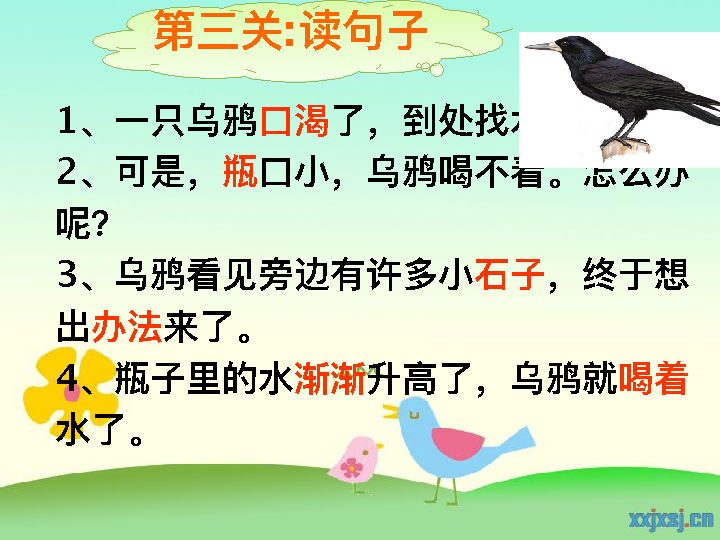 第三关:读句子
1、一只乌鸦口渴了，到处找
2、可是，瓶口小，乌鸦喝不着。怎么办
呢?
3、乌鸦看见旁边有许多小石子，终于想
出办法来了。
4、瓶子里的水渐渐升高了，乌鸦就喝着
水了。
xxjxsj.cn